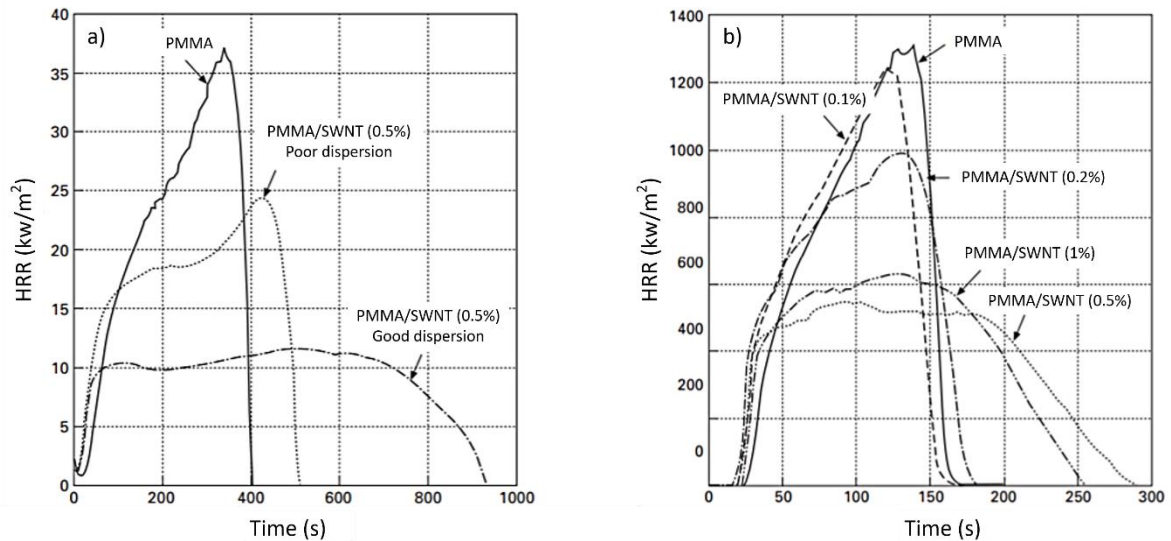 a)
40
35
30
25
20
15
10
5
0
HRR (kw/m²)
PMMA
PMMA/SWNT (0.5%)
Poor dispersion
PMMA/SWNT (0.5%)
Good dispersion
0 200 400 600 800 1000
Time (s)
b)
1400
1200
1000
800
600
400
200
0
HRR (kw/m²)
PMMA
PMMA/SWNT (0.1%)
PMMA/SWNT (0.2%)
PMMA/SWNT (1%)
PMMA/SWNT (0.5%)
0 50 100 150 200 250 300
Time (s)